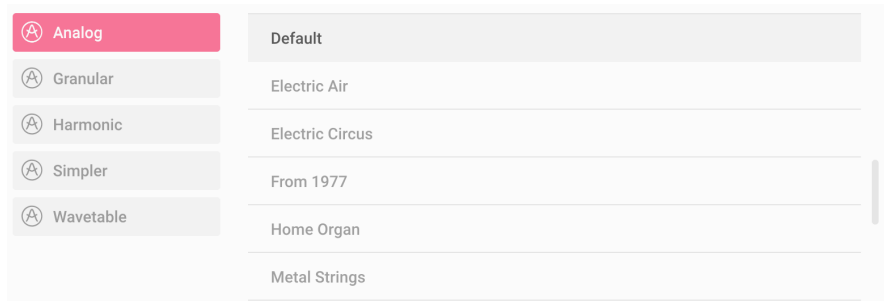 Analog
Granular
Harmonic
Simpler
Wavetable
Default
Electric Air
Electric Circus
From 1977
Home Organ
Metal Strings